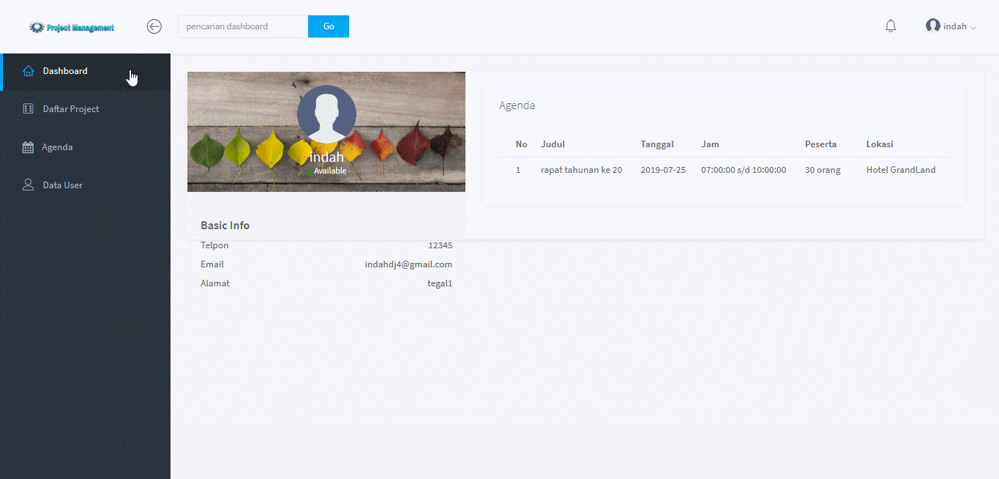 Project Management
pencarian dashboard
Go
indah
Dashboard
Daftar Project
Agenda
Data User
indah
Available
Basic Info
Telpon 12345
Email indahdj4@gmail.com
Alamat tegal1
Agenda
No Judul Tanggal Jam Peserta Lokasi
1 rapat tahunan ke 20 2019-07-25 07:00:00 s/d 10:00:00 30 orang Hotel GrandLand